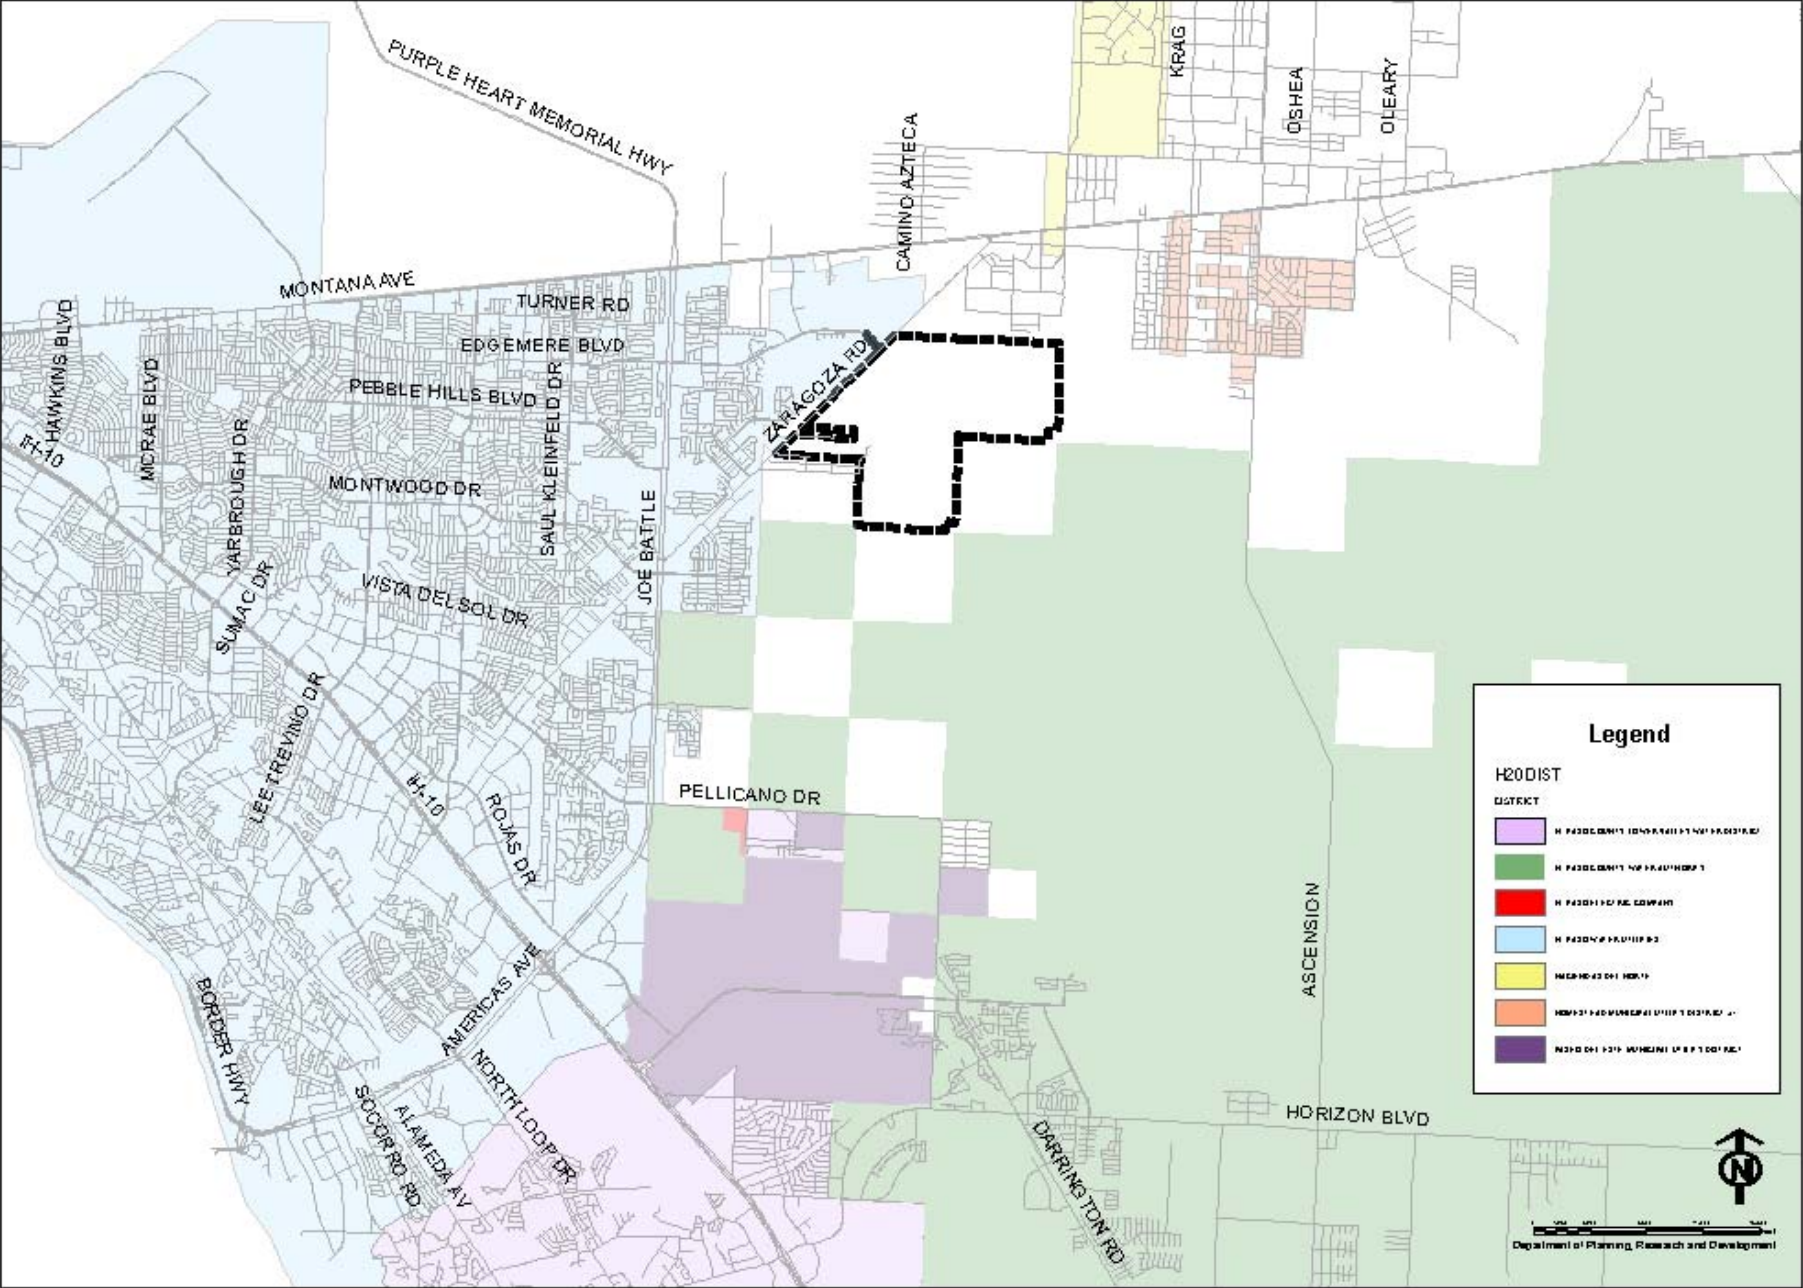 PURPLE HEART MEMORIAL HWY
KRAG
OSHEA
OLEARY
CAMINO AZTECA
MONTANA AVE
TURNER RD
HAWKINS BLVD
MCRAE BLVD
EDGEMERE BLVD
ZARAGOZA RD
PEBBLE HILLS BLVD
SAUL KLEINFELD DR
YARBROUGH DR
IH-10
MONTWOOD DR
JOE BATTLE
VISTA DEL SOL DR
SUMAC DR
LEE TREVINO DR
IH-10
ROJAS DR
PELLICANO DR
Legend
H20DIST
DISTRICT
ASCENSION
AMERICAS AVE
BORDER HWY
NORTH LOOP DR
SOCORRO RD
ALAMEDA AV
HORIZON BLVD
DARRINGTON RD
N
Department of Planning, Research and Development